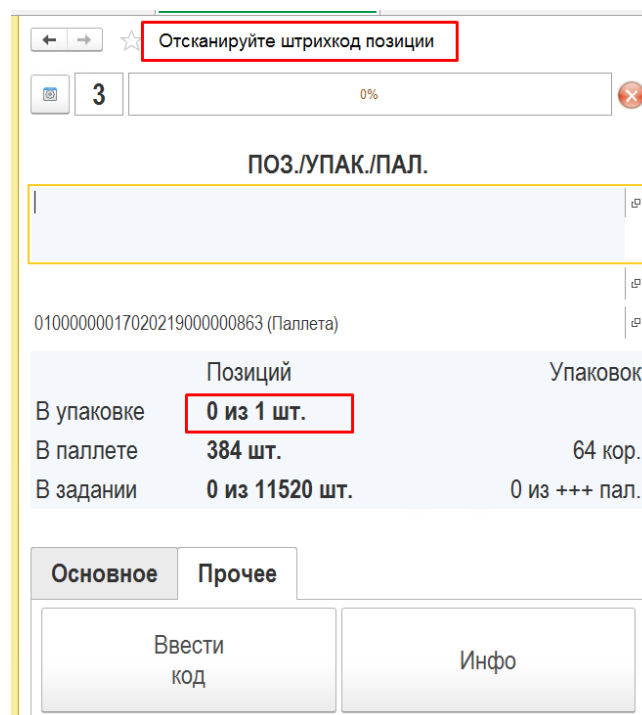 Отсканируйте штрихкод позиции
3
0%
ПОЗ./УПАК./ПАЛ.
01000000017020219000000863 (Паллета)
Позиций Упаковок
В упаковке 0 из 1 шт.
В паллете 384 шт. 64 кор.
В задании 0 из 11520 шт. 0 из +++ пал.
Основное Прочее
Ввести
код
Инфо